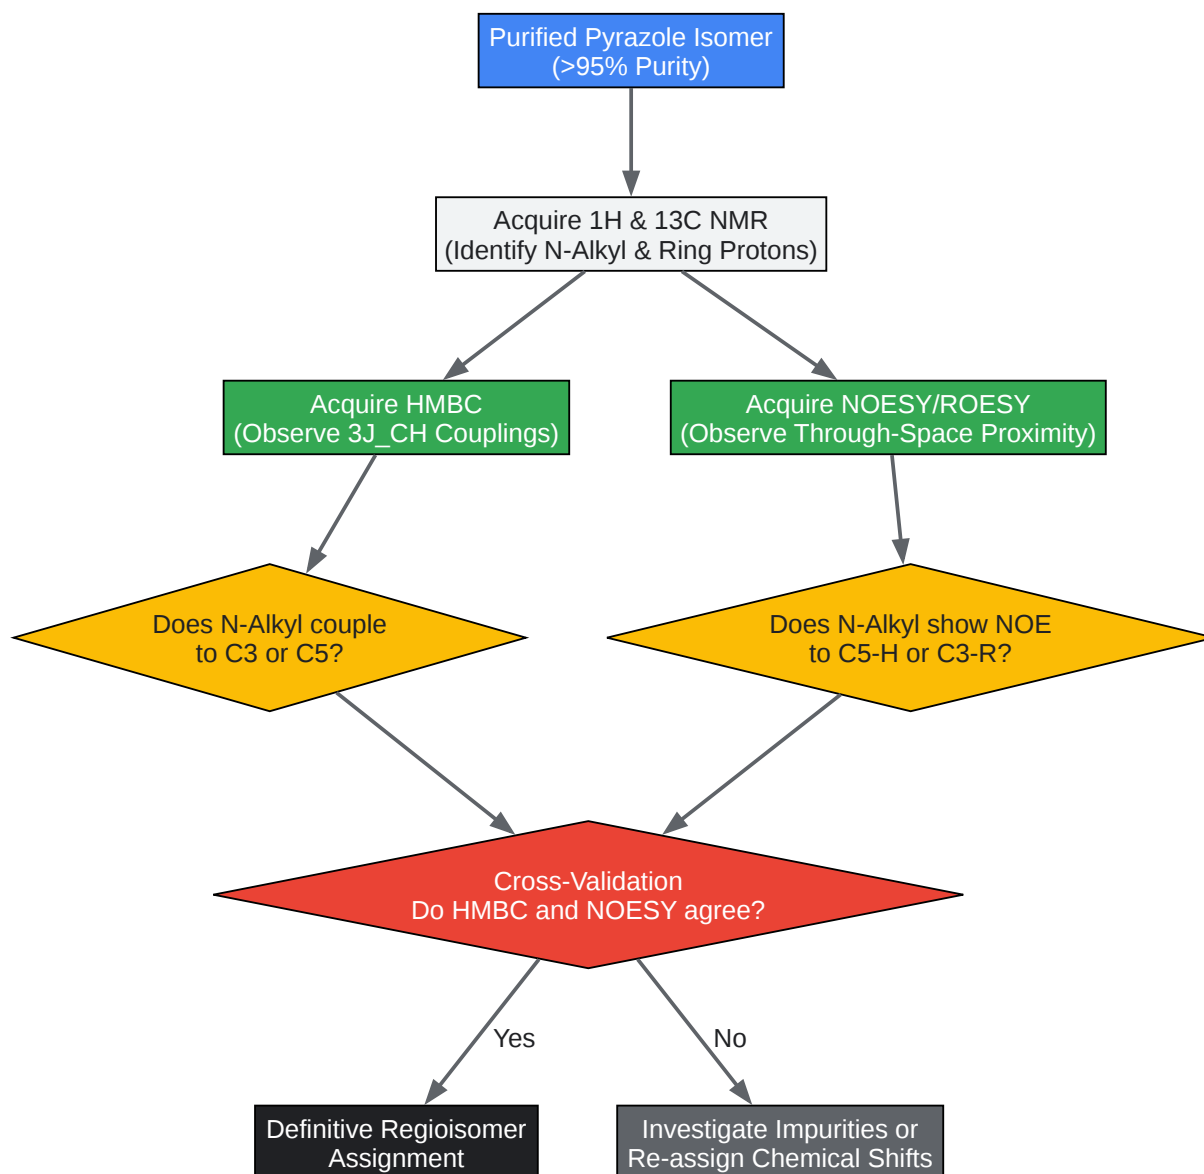 Purified Pyrazole Isomer
(>95% Purity)
Acquire 1H & 13C NMR
(Identify N-Alkyl & Ring Protons)
Acquire HMBC
(Observe 3J_CH Couplings)
Acquire NOESY/ROESY
(Observe Through-Space Proximity)
Does N-Alkyl couple
to C3 or C5?
Does N-Alkyl show NOE
to C5-H or C3-R?
Cross-Validation
Do HMBC and NOESY agree?
Yes
No
Definitive Regioisomer
Assignment
Investigate Impurities or
Re-assign Chemical Shifts